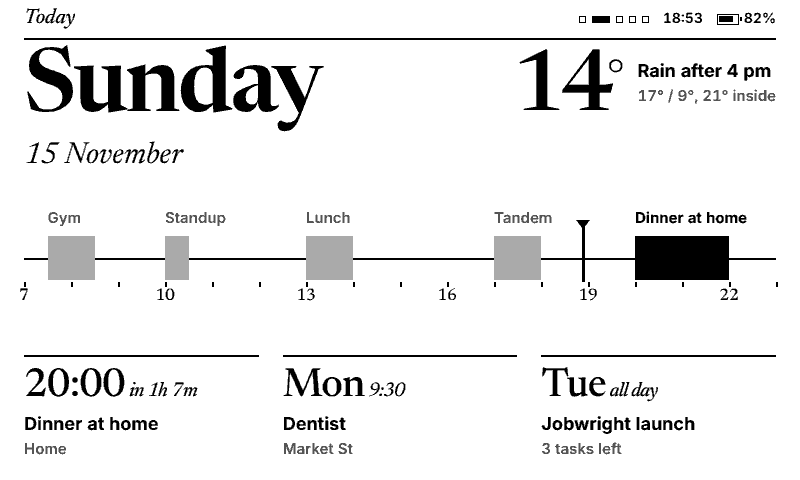 Today
18:53 82%
Sunday
14° Rain after 4 pm
17° / 9°, 21° inside
15 November
Gym Standup Lunch Tandem Dinner at home
7 10 13 16 19 22
20:00 in 1h 7m
Dinner at home
Home
Mon 9:30
Dentist
Market St
Tue all day
Jobwright launch
3 tasks left